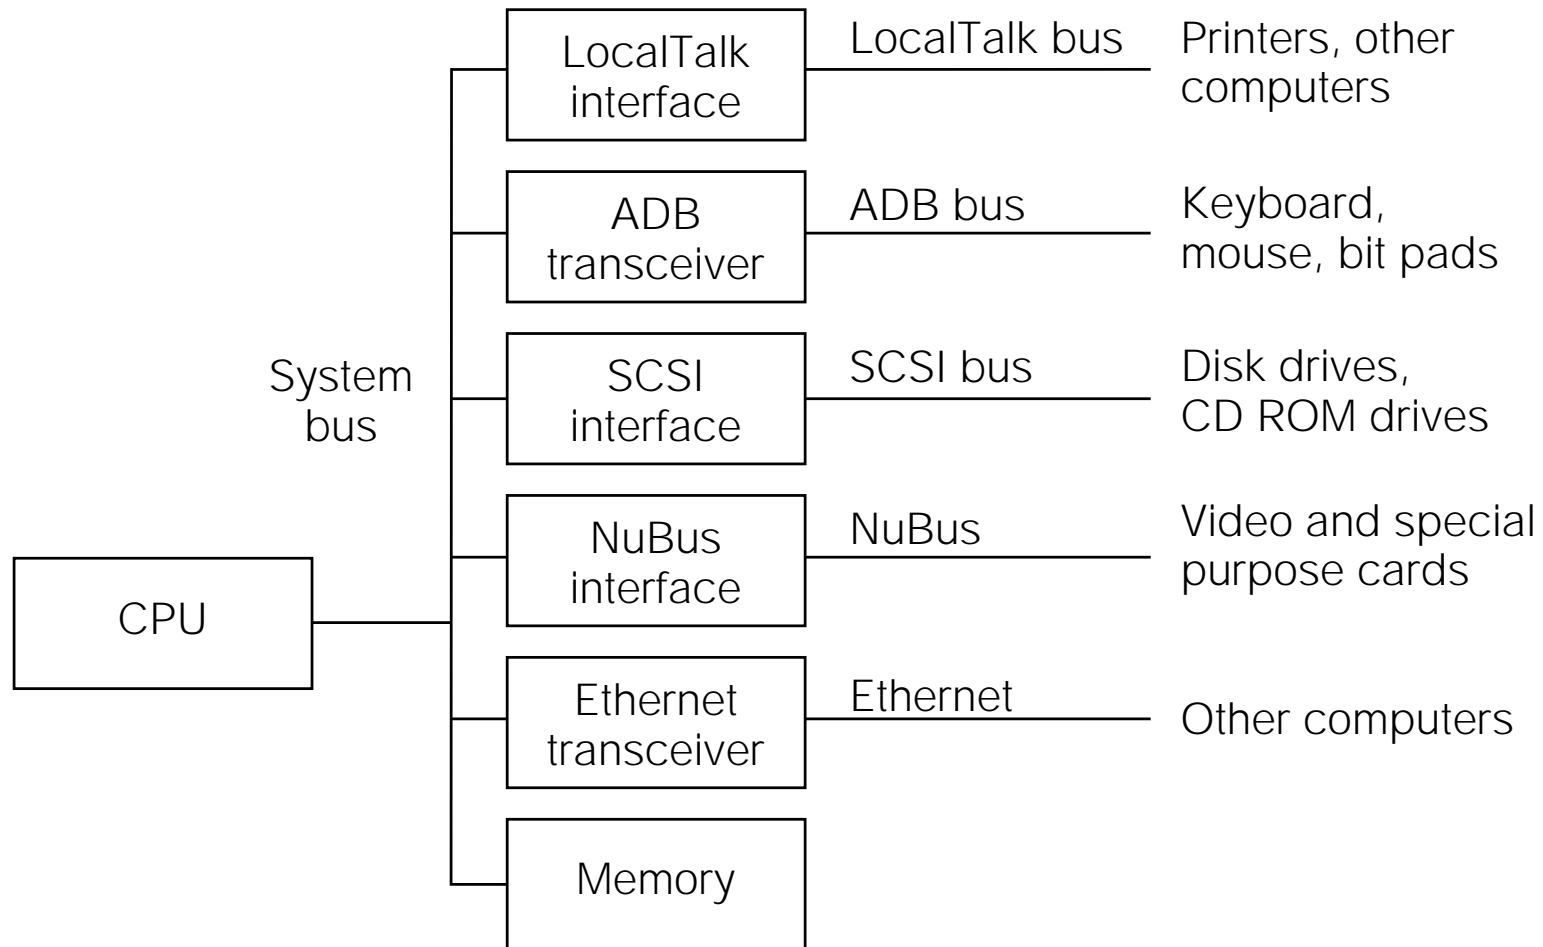 LocalTalk
interface
LocalTalk bus
Printers, other
computers
ADB
transceiver
ADB bus
Keyboard,
mouse, bit pads
System
bus
SCSI
interface
SCSI bus
Disk drives,
CD ROM drives
NuBus
interface
NuBus
Video and special
purpose cards
CPU
Ethernet
transceiver
Ethernet
Other computers
Memory